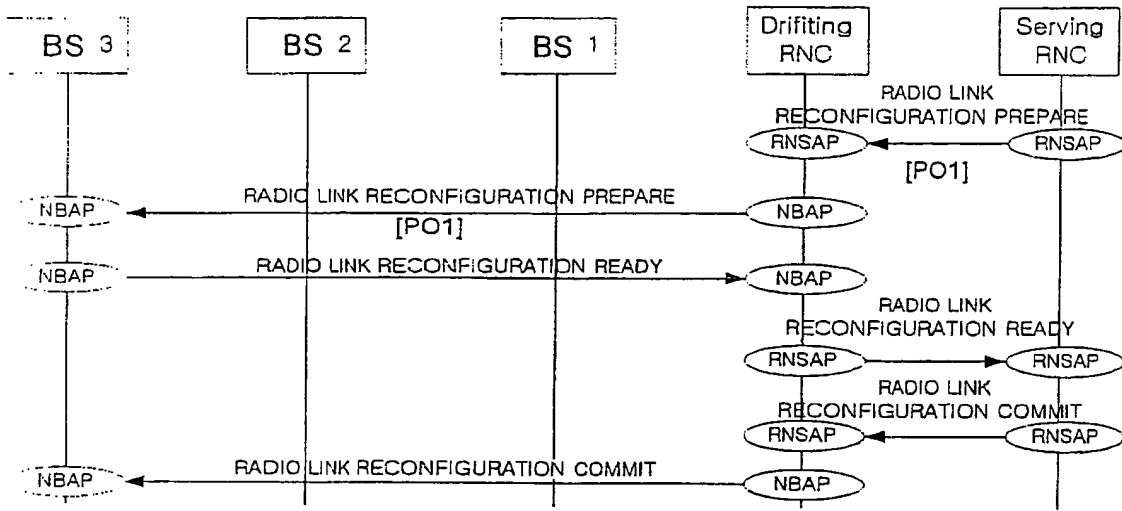 BS 3
BS 2
BS 1
Drifiting
RNC
Serving
RNC
RADIO LINK
RECONFIGURATION PREPARE
RNSAP
RNSAP
[PO1]
RADIO LINK RECONFIGURATION PREPARE
NBAP
NBAP
[PO1]
RADIO LINK RECONFIGURATION READY
NBAP
NBAP
RADIO LINK
RECONFIGURATION READY
RNSAP
RNSAP
RADIO LINK
RECONFIGURATION COMMIT
RNSAP
RNSAP
RADIO LINK RECONFIGURATION COMMIT
NBAP
NBAP